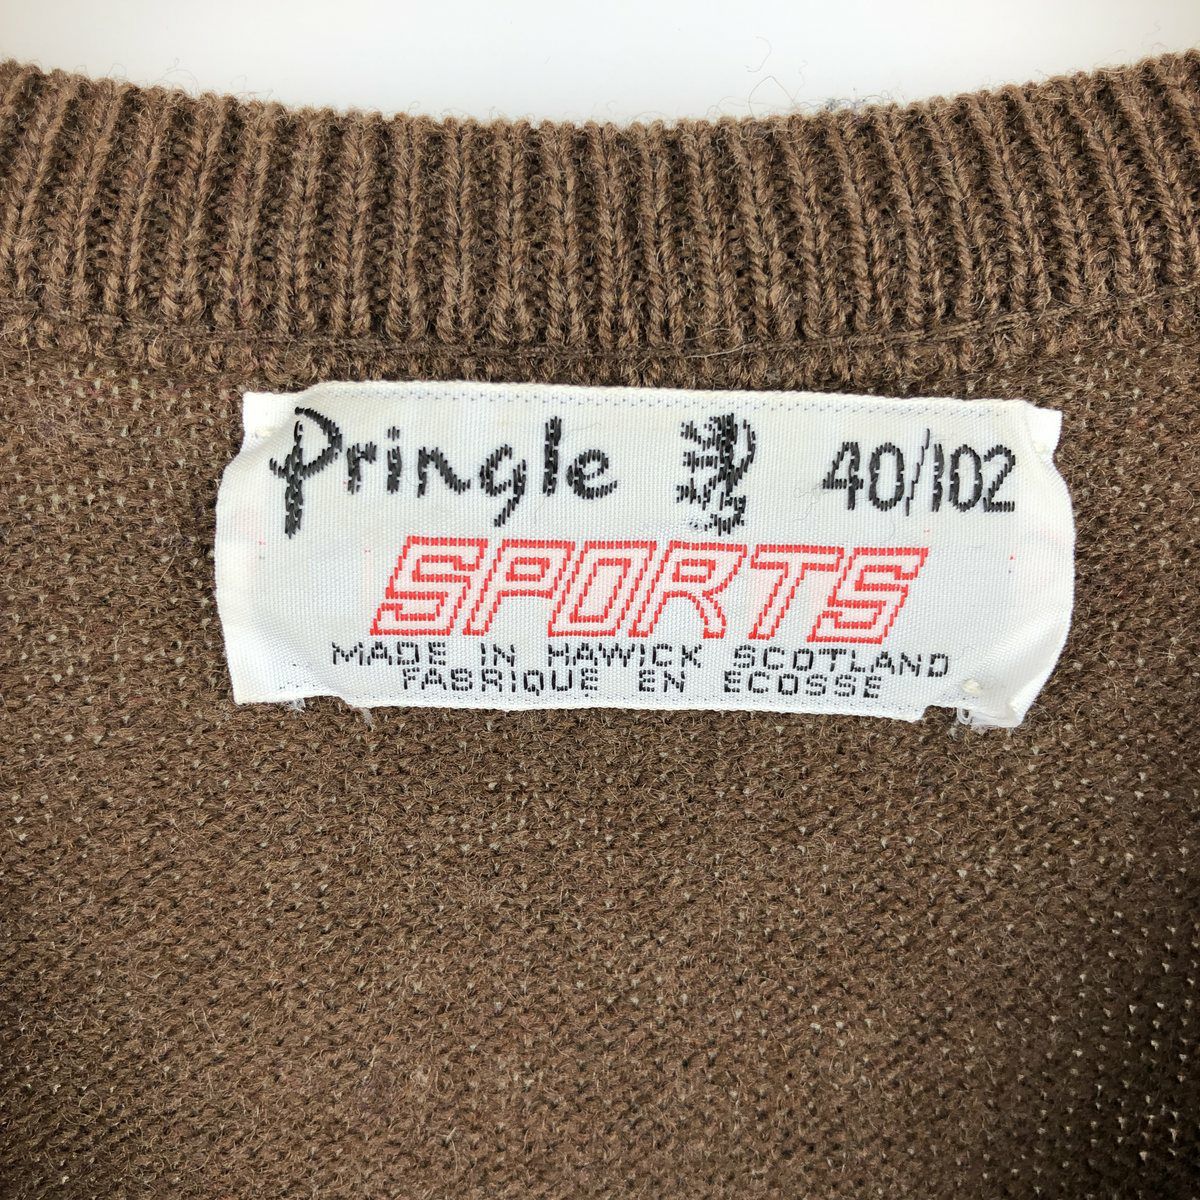 Pringle 40/102
SPORTS
MADE IN HAWICK SCOTLAND
FABRIQUE EN ECOSSE